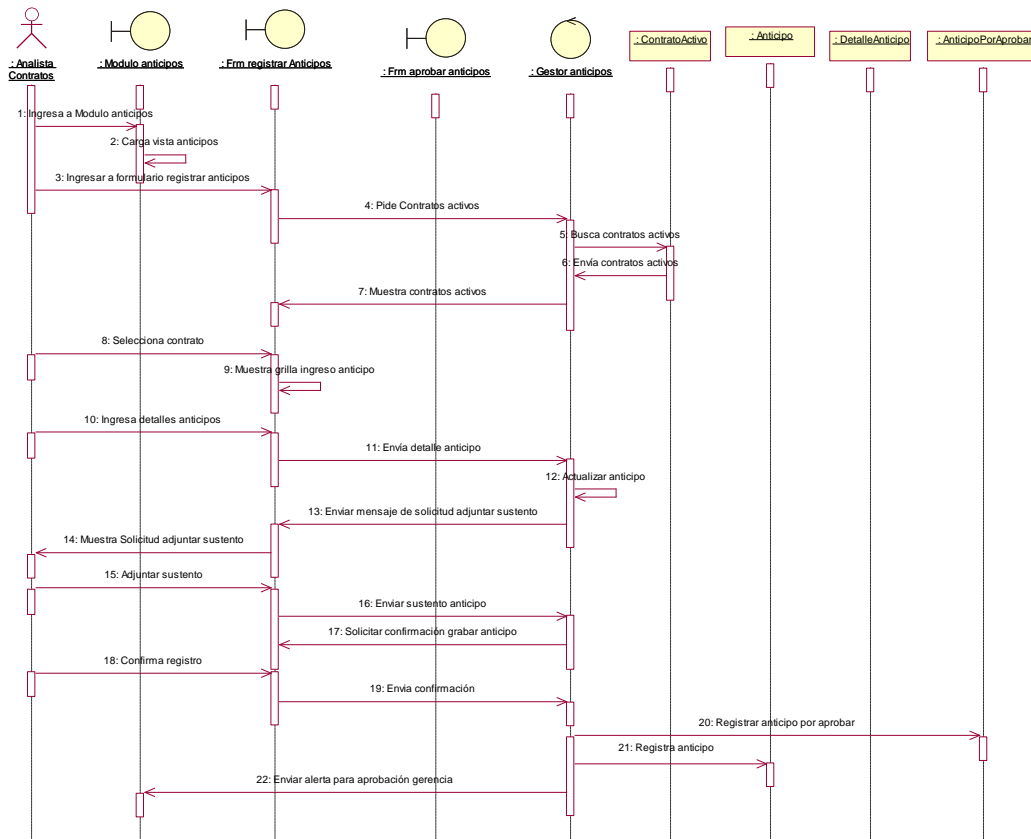 : Analista
Contratos
: Modulo anticipos
: Frm registrar Anticipos
: Frm aprobar anticipos
: Gestor anticipos
: ContratoActivo
: Anticipo
: DetalleAnticipo
: AnticipoPorAprobar
1: Ingresa a Modulo anticipos
2: Carga vista anticipos
3: Ingresar a formulario registrar anticipos
4: Pide Contratos activos
5: Busca contratos activos
6: Envía contratos activos
7: Muestra contratos activos
8: Selecciona contrato
9: Muestra grilla ingreso anticipo
10: Ingresa detalles anticipos
11: Envía detalle anticipo
12: Actualizar anticipo
13: Enviar mensaje de solicitud adjuntar sustento
14: Muestra Solicitud adjuntar sustento
15: Adjuntar sustento
16: Enviar sustento anticipo
17: Solicitar confirmación grabar anticipo
18: Confirma registro
19: Envia confirmación
20: Registrar anticipo por aprobar
21: Registra anticipo
22: Enviar alerta para aprobación gerencia